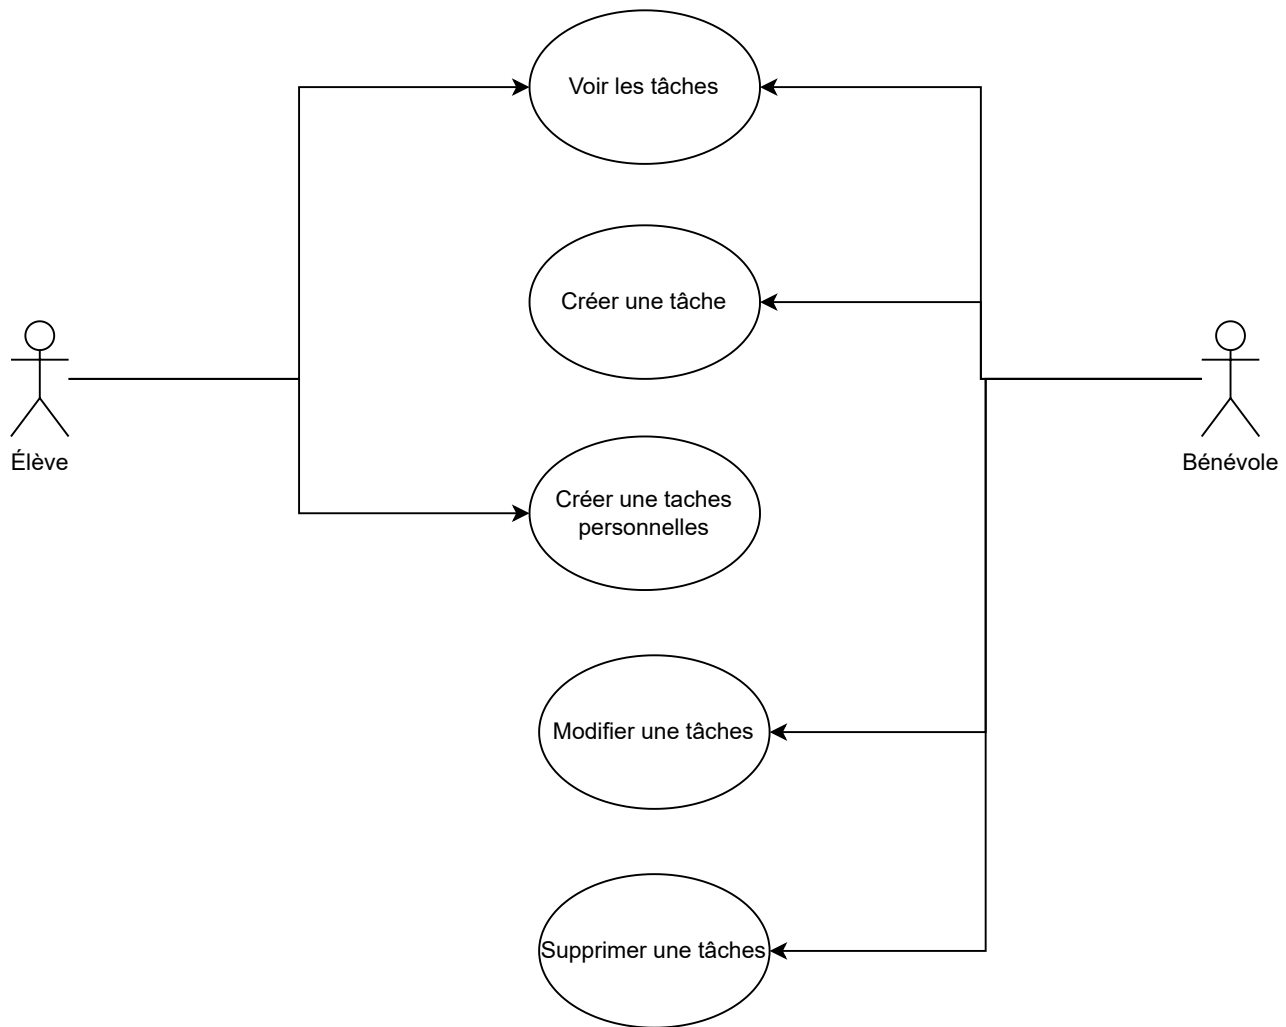 Voir les tâches
Créer une tâche
Élève
Bénévole
Créer une taches
personnelles
Modifier une tâches
Supprimer une tâches